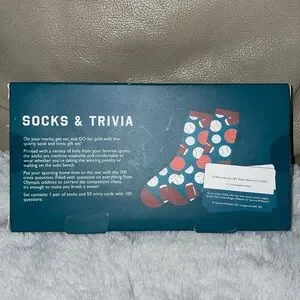 SOCKS & TRIVIA
On your marks, get set, and GO for gold with the
sporty sock and trivia gift set!
Printed with a variety of balls from your favorite sports,
the socks are machine washable and comfortable to
wear whether you're taking the winning penalty or
waiting on the subs bench.
Put your sporting know-how to the test with the 100
trivia questions. Filled with questions on everything from
Olympic oddities to current day competitive chaos,
it's enough to make you break a sweat!
Set contains 1 pair of socks and 50 trivia cards with 100
questions